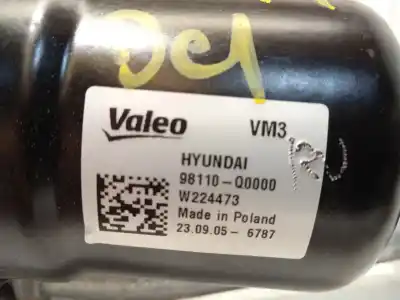 Valeo VM3
HYUNDAI
98110-Q0000
W224473
Made in Poland
23.09.05- 6787